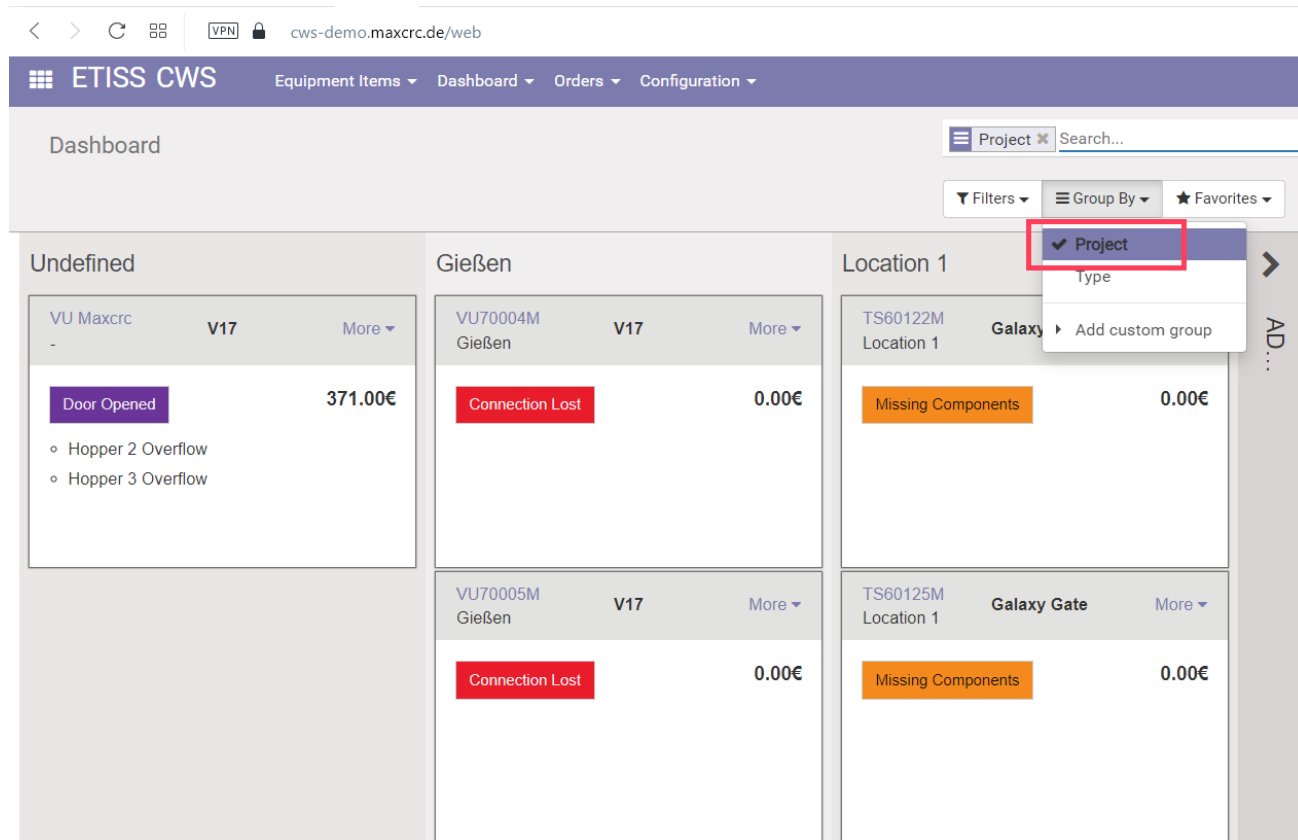 VPN cws-demo.maxcrc.de/web
ETISS CWS Equipment Items Dashboard Orders Configuration
Dashboard
Project Search...
Filters Group By Favorites
Project
Type
Add custom group
Undefined
VU Maxcrc V17 More
-
Door Opened 371.00€
Hopper 2 Overflow
Hopper 3 Overflow
Gießen
VU70004M V17 More
Gießen
Connection Lost 0.00€
VU70005M V17 More
Gießen
Connection Lost 0.00€
Location 1
TS60122M Galaxy
Location 1
Missing Components 0.00€
TS60125M Galaxy Gate More
Location 1
Missing Components 0.00€
AD...